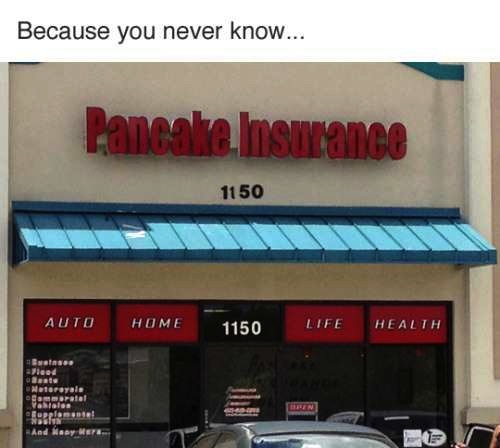 Because you never know...
Pancake Insurance
1150
AUTO HOME 1150 LIFE HEALTH
Business
Flood
Boats
Motorcycle
Commercial
Vehicles
Supplemental
Health
And Many More...
OPEN